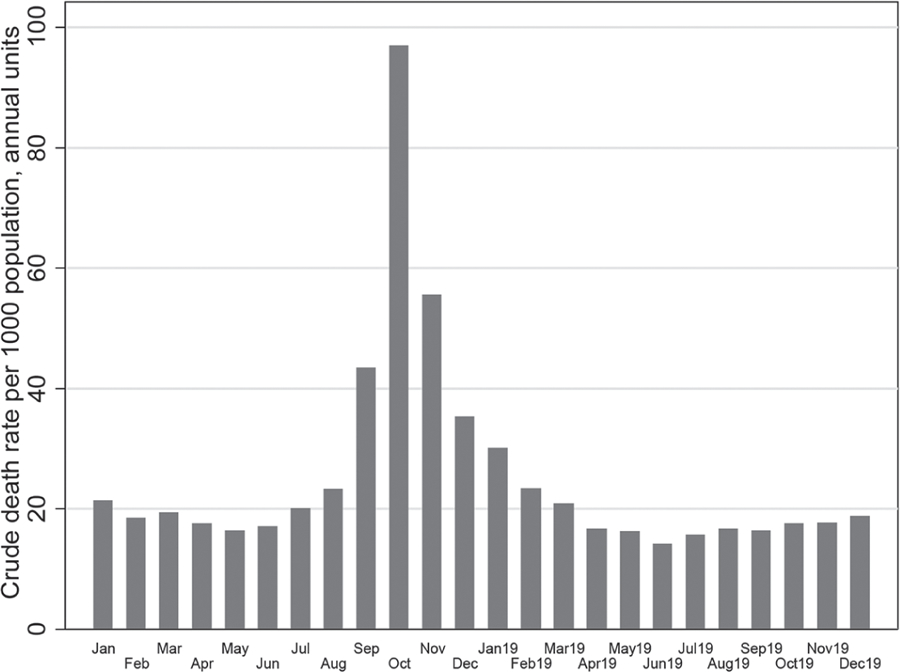 Crude death rate per 1000 population, annual units
100
80
60
40
20
0
Jan Mar May Jul Sep Nov Jan19 Mar19 May19 Jul19 Sep19 Nov19
Feb Apr Jun Aug Oct Dec Feb19 Apr19 Jun19 Aug19 Oct19 Dec19